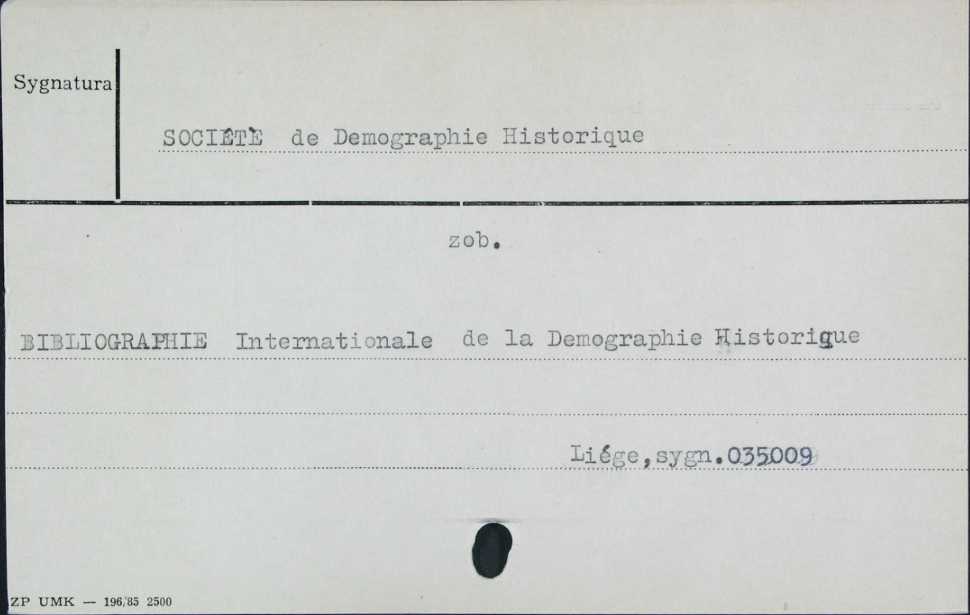 Sygnatura
SOCIÉTÈ de Demographie Historique
zob.
BIBLIOGRAPHIE Internationale de la Demographie Historique
Liége,sygn.035009
ZP UMK — 196/85 2500